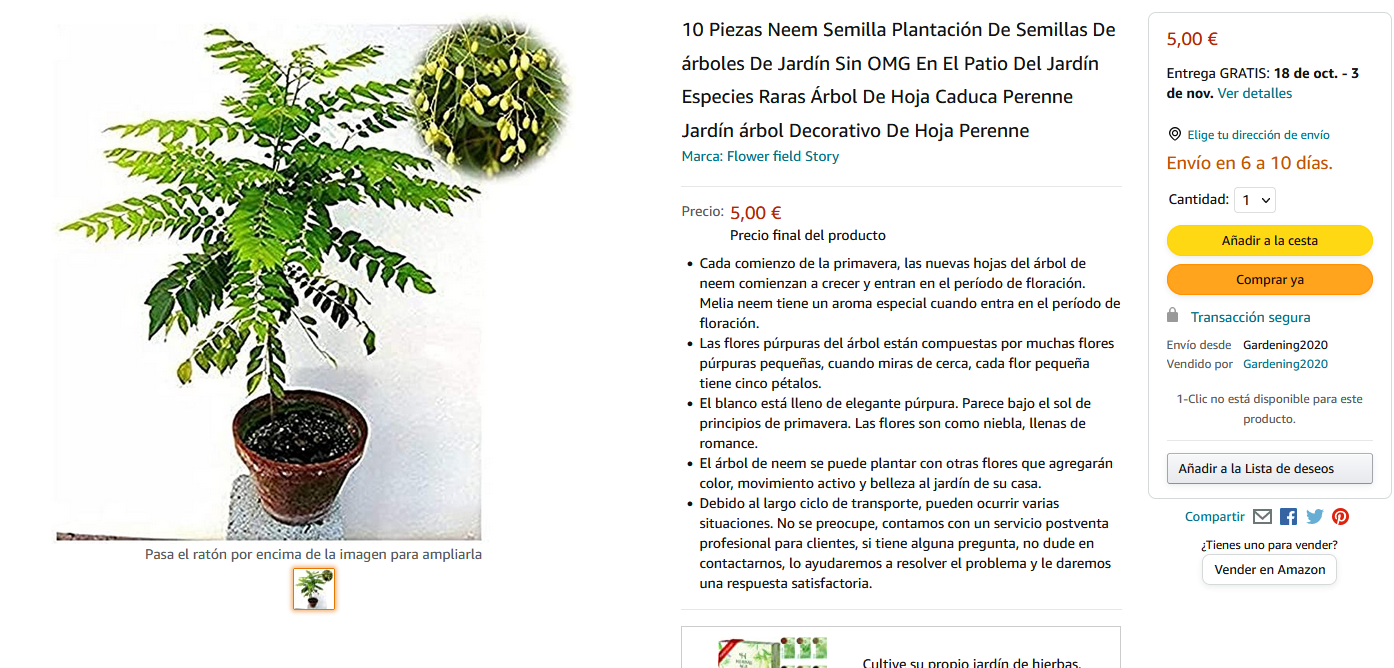 10 Piezas Neem Semilla Plantación De Semillas De
árboles De Jardín Sin OMG En El Patio Del Jardín
Especies Raras Árbol De Hoja Caduca Perenne
Jardín árbol Decorativo De Hoja Perenne
Marca: Flower field Story
Precio: 5,00 €
Precio final del producto
• Cada comienzo de la primavera, las nuevas hojas del árbol de
neem comienzan a crecer y entran en el período de floración.
Melia neem tiene un aroma especial cuando entra en el período de
floración.
• Las flores púrpuras del árbol están compuestas por muchas flores
púrpuras pequeñas, cuando miras de cerca, cada flor pequeña
tiene cinco pétalos.
• El blanco está lleno de elegante púrpura. Parece bajo el sol de
principios de primavera. Las flores son como niebla, llenas de
romance.
• El árbol de neem se puede plantar con otras flores que agregarán
color, movimiento activo y belleza al jardín de su casa.
• Debido al largo ciclo de transporte, pueden ocurrir varias
situaciones. No se preocupe, contamos con un servicio postventa
profesional para clientes, si tiene alguna pregunta, no dude en
contactarnos, lo ayudaremos a resolver el problema y le daremos
una respuesta satisfactoria.
Cultive su propio jardín de hierbas.
Pasa el ratón por encima de la imagen para ampliarla
5,00 €
Entrega GRATIS: 18 de oct. - 3
de nov. Ver detalles
Elige tu dirección de envío
Envío en 6 a 10 días.
Cantidad: 1
Añadir a la cesta
Comprar ya
Transacción segura
Envío desde Gardening2020
Vendido por Gardening2020
1-Clic no está disponible para este
producto.
Añadir a la Lista de deseos
Compartir
¿Tienes uno para vender?
Vender en Amazon